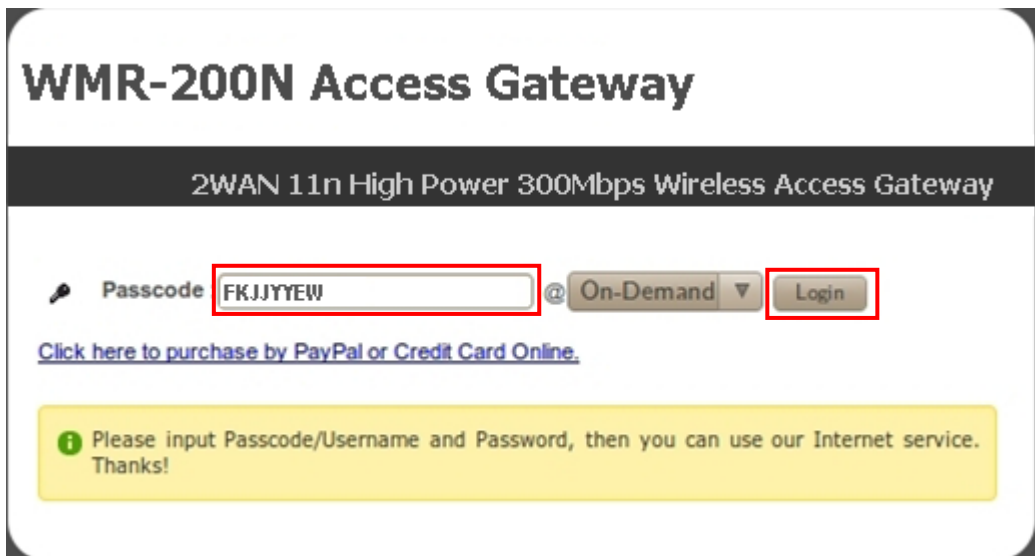 WMR-200N Access Gateway
2WAN 11n High Power 300Mbps Wireless Access Gateway
Passcode : FKJJYYEW @ On-Demand Login
Click here to purchase by PayPal or Credit Card Online.
Please input Passcode/Username and Password, then you can use our Internet service.
Thanks!